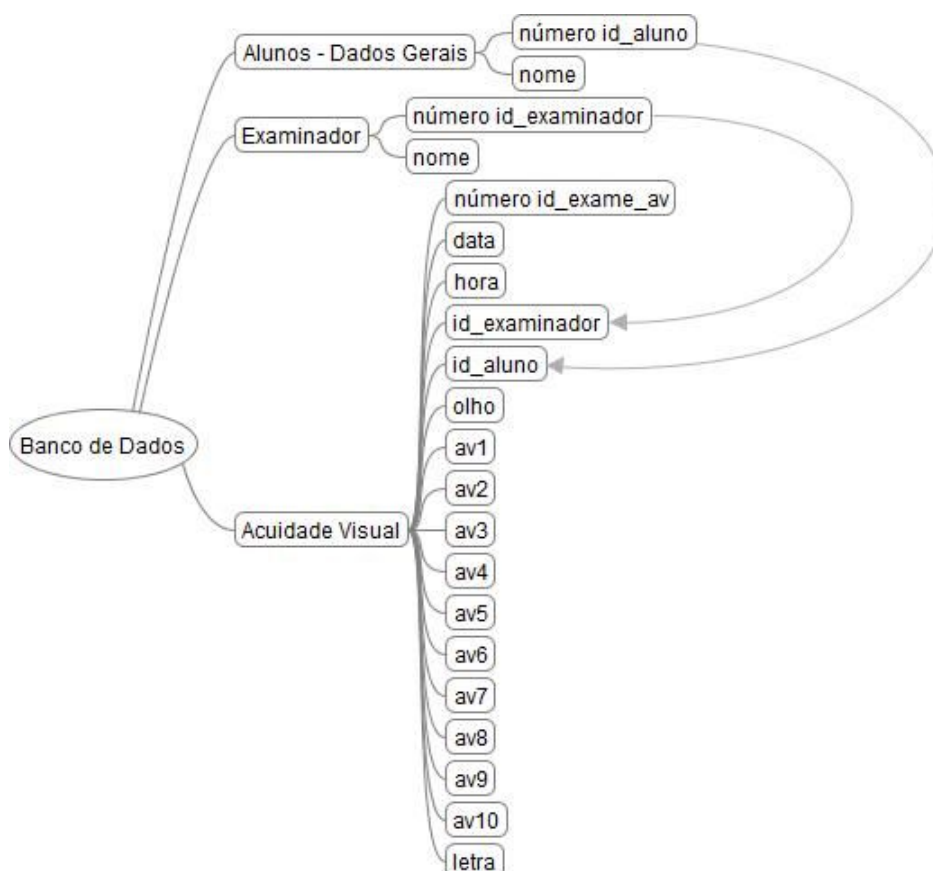 número id_aluno
Alunos - Dados Gerais
nome
número id_examinador
Examinador
nome
número id_exame_av
data
hora
id_examinador
id_aluno
olho
Banco de Dados
av1
av2
Acuidade Visual
av3
av4
av5
av6
av7
av8
av9
av10
letra